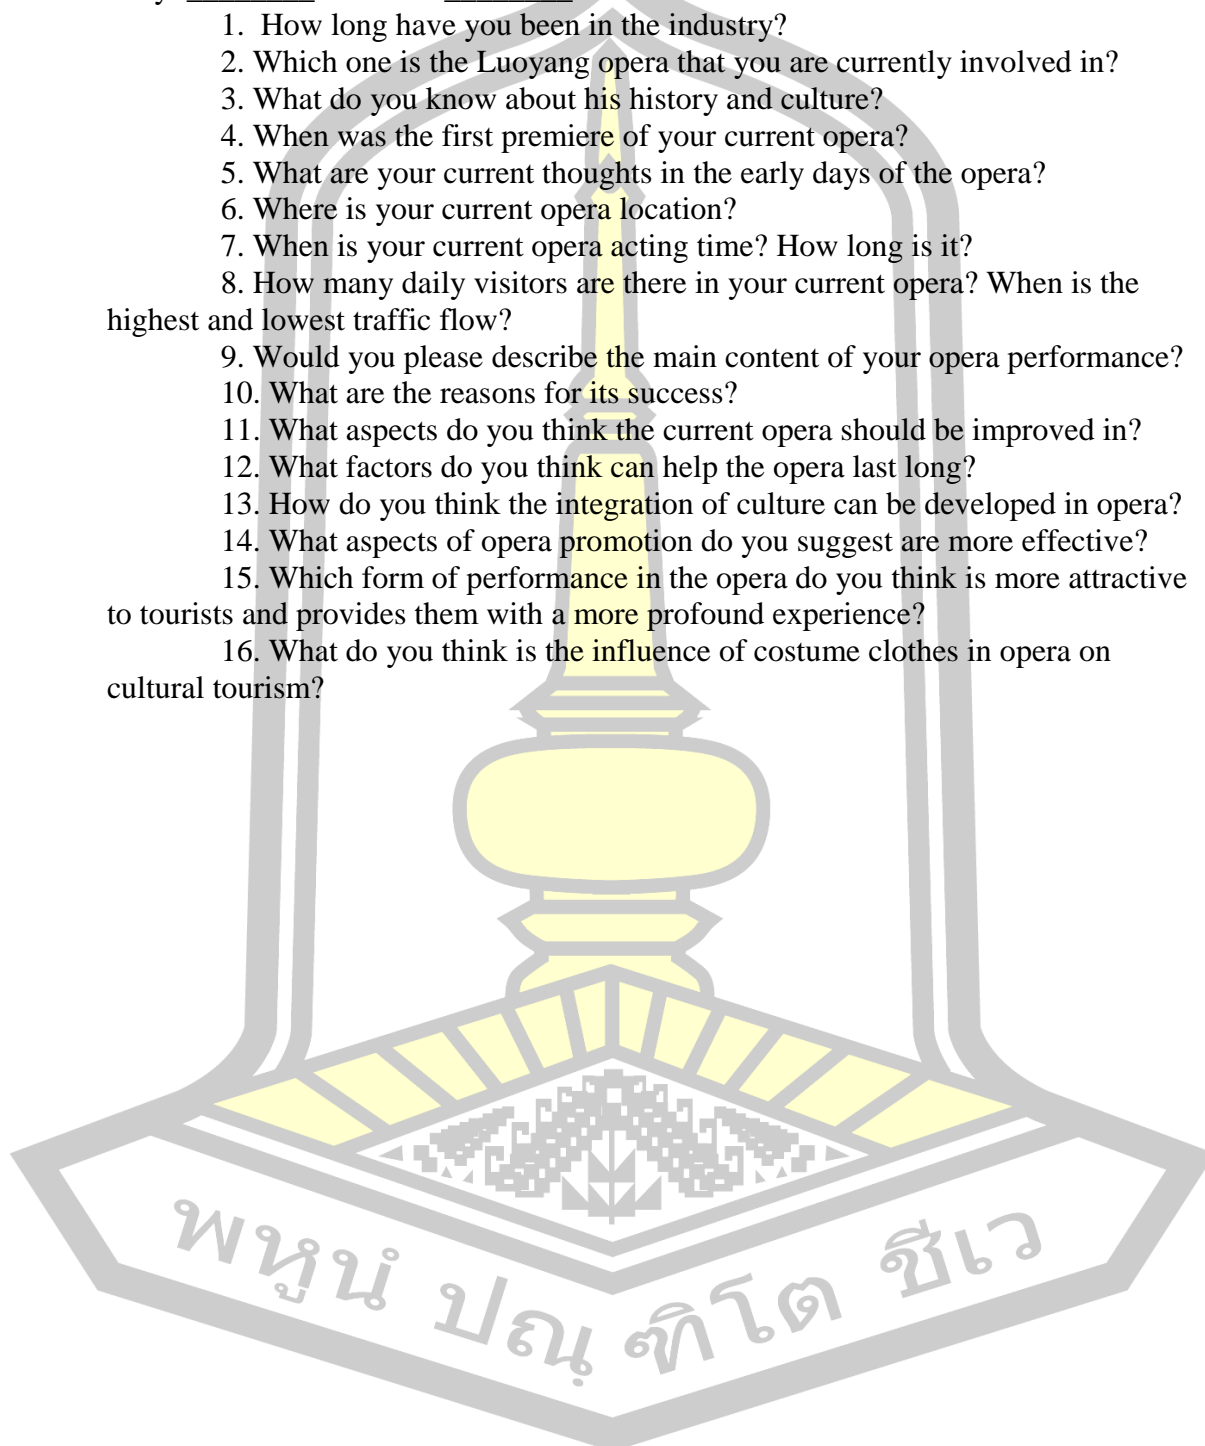 ________ ________
1. How long have you been in the industry?
2. Which one is the Luoyang opera that you are currently involved in?
3. What do you know about his history and culture?
4. When was the first premiere of your current opera?
5. What are your current thoughts in the early days of the opera?
6. Where is your current opera location?
7. When is your current opera acting time? How long is it?
8. How many daily visitors are there in your current opera? When is the
highest and lowest traffic flow?
9. Would you please describe the main content of your opera performance?
10. What are the reasons for its success?
11. What aspects do you think the current opera should be improved in?
12. What factors do you think can help the opera last long?
13. How do you think the integration of culture can be developed in opera?
14. What aspects of opera promotion do you suggest are more effective?
15. Which form of performance in the opera do you think is more attractive
to tourists and provides them with a more profound experience?
16. What do you think is the influence of costume clothes in opera on
cultural tourism?
พหูนํ ปณฺฑิโต ชีเว